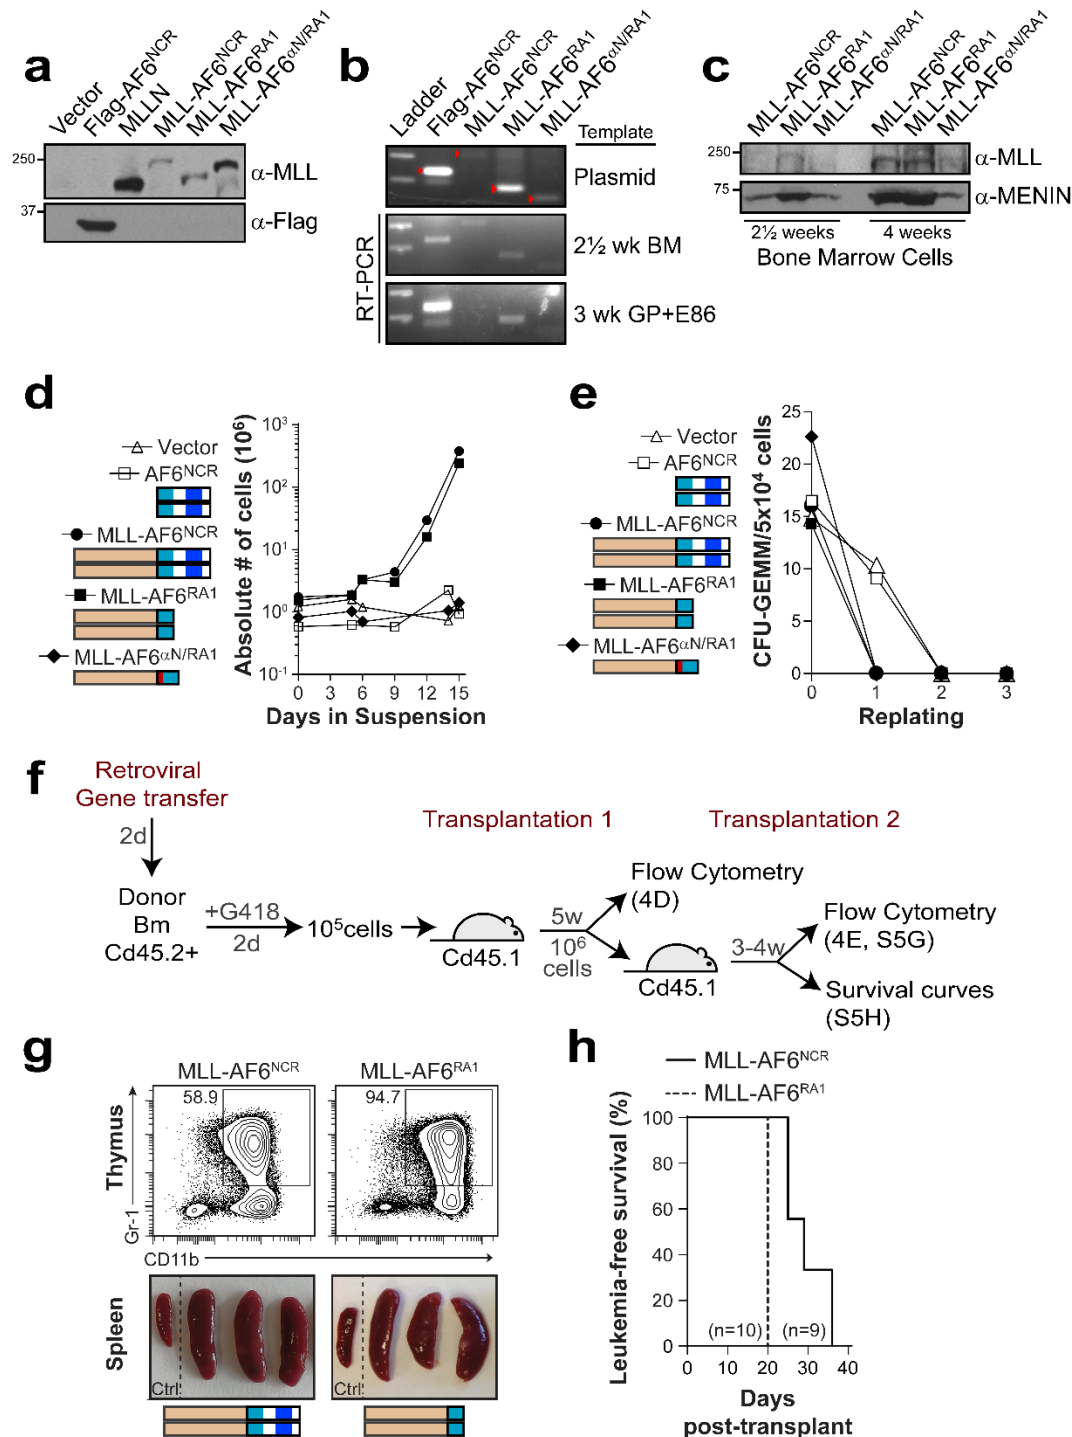 a
Vector
Flag-AF6NCR
MLLN
MLL-AF6NCR
MLL-AF6RA1
MLL-AF6αN/RA1
250
α-MLL
37
α-Flag
b
Ladder
Flag-AF6NCR
MLL-AF6NCR
MLL-AF6RA1
MLL-AF6αN/RA1
Template
Plasmid
RT-PCR
2½ wk BM
3 wk GP+E86
c
MLL-AF6NCR
MLL-AF6RA1
MLL-AF6αN/RA1
MLL-AF6NCR
MLL-AF6RA1
MLL-AF6αN/RA1
250
α-MLL
75
α-MENIN
2½ weeks
4 weeks
Bone Marrow Cells
d
Vector
AF6NCR
MLL-AF6NCR
MLL-AF6RA1
MLL-AF6αN/RA1
Absolute # of cells (10⁶)
10³
10²
10¹
10⁰
10⁻¹
0 3 6 9 12 15
Days in Suspension
e
Vector
AF6NCR
MLL-AF6NCR
MLL-AF6RA1
MLL-AF6αN/RA1
CFU-GEMM/5x10⁴ cells
25
20
15
10
5
0
0 1 2 3
Replating
f
Retroviral
Gene transfer
2d
Donor
Bm
Cd45.2+
+G418
2d
10⁵cells
Transplantation 1
Cd45.1
5w
10⁶
cells
Flow Cytometry
(4D)
Transplantation 2
Cd45.1
3-4w
Flow Cytometry
(4E, S5G)
Survival curves
(S5H)
g
MLL-AF6NCR
MLL-AF6RA1
58.9
94.7
Thymus
Gr-1
CD11b
Spleen
Ctrl
Ctrl
h
MLL-AF6NCR
MLL-AF6RA1
Leukemia-free survival (%)
100
80
60
40
20
0
(n=10)
(n=9)
0 10 20 30 40
Days
post-transplant